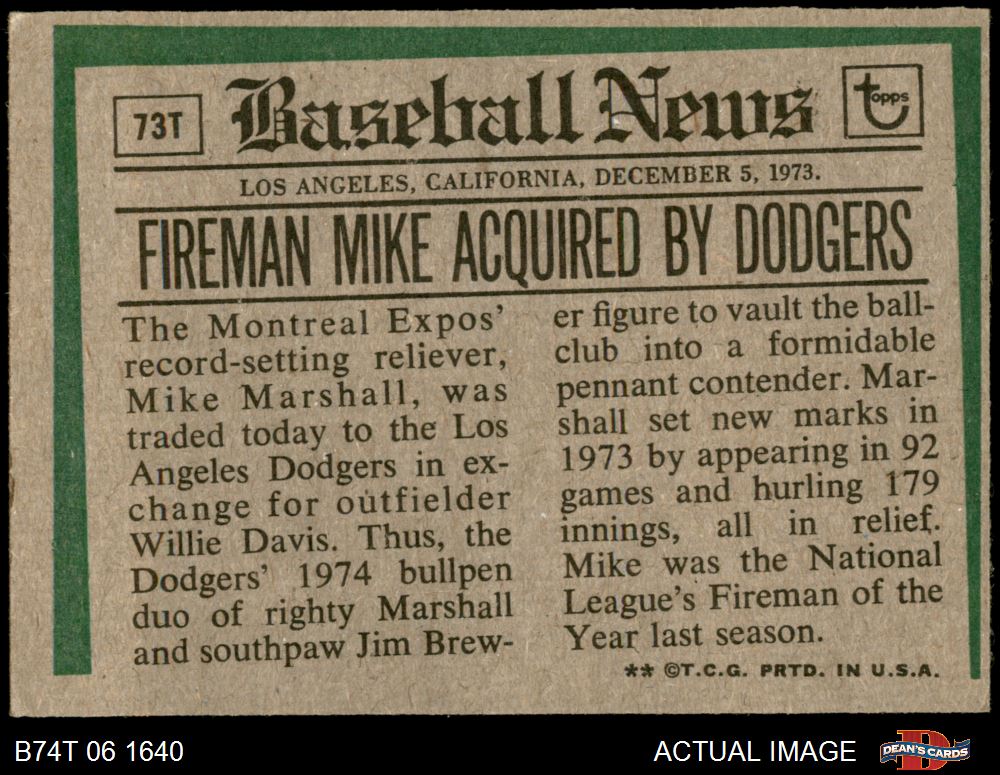 73T
Baseball News
topps
LOS ANGELES, CALIFORNIA, DECEMBER 5, 1973.
FIREMAN MIKE ACQUIRED BY DODGERS
The Montreal Expos'
record-setting reliever,
Mike Marshall, was
traded today to the Los
Angeles Dodgers in ex-
change for outfielder
Willie Davis. Thus, the
Dodgers' 1974 bullpen
duo of righty Marshall
and southpaw Jim Brew-
er figure to vault the ball-
club into a formidable
pennant contender. Mar-
shall set new marks in
1973 by appearing in 92
games and hurling 179
innings, all in relief.
Mike was the National
League's Fireman of the
Year last season.
** ©T.C.G. PRTD. IN U.S.A.
B74T 06 1640
ACTUAL IMAGE
D
DEAN'S CARDS